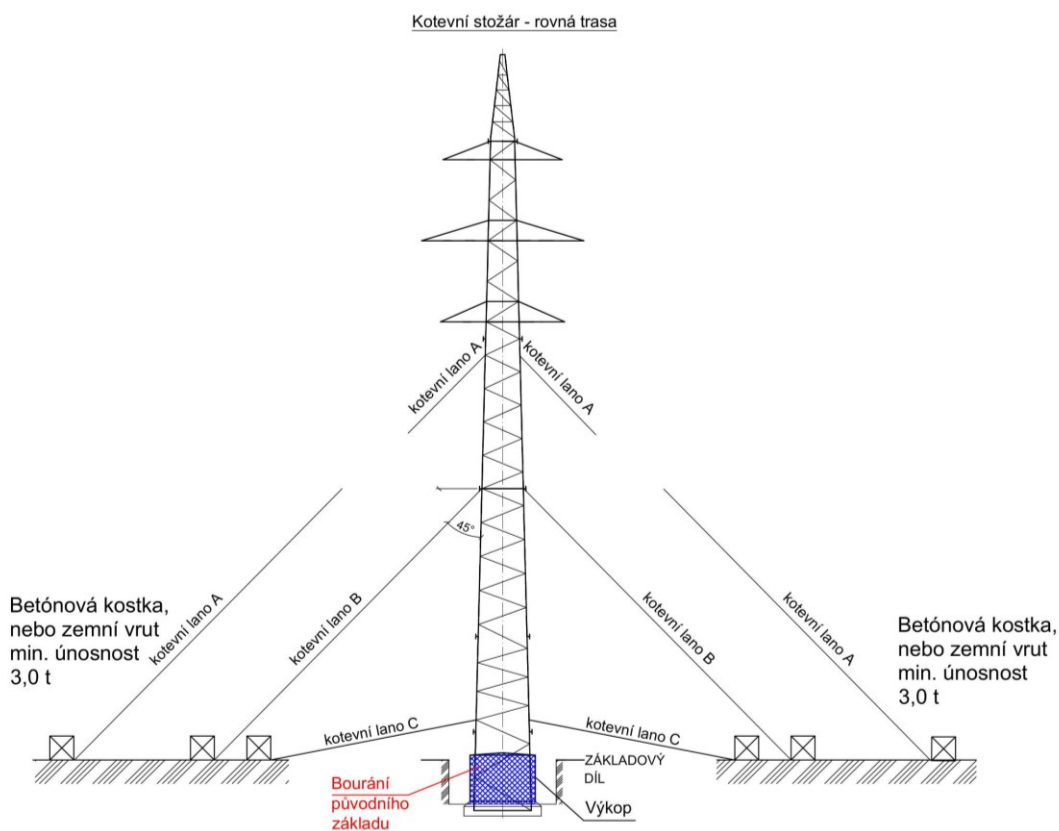 Kotevní stožár - rovná trasa
kotevní lano A
kotevní lano A
45°
Betónová kostka,
nebo zemní vrut
min. únosnost
3,0 t
kotevní lano A
kotevní lano B
kotevní lano B
kotevní lano A
Betónová kostka,
nebo zemní vrut
min. únosnost
3,0 t
kotevní lano C
kotevní lano C
ZÁKLADOVÝ
DÍL
Bourání
původního
základu
Výkop